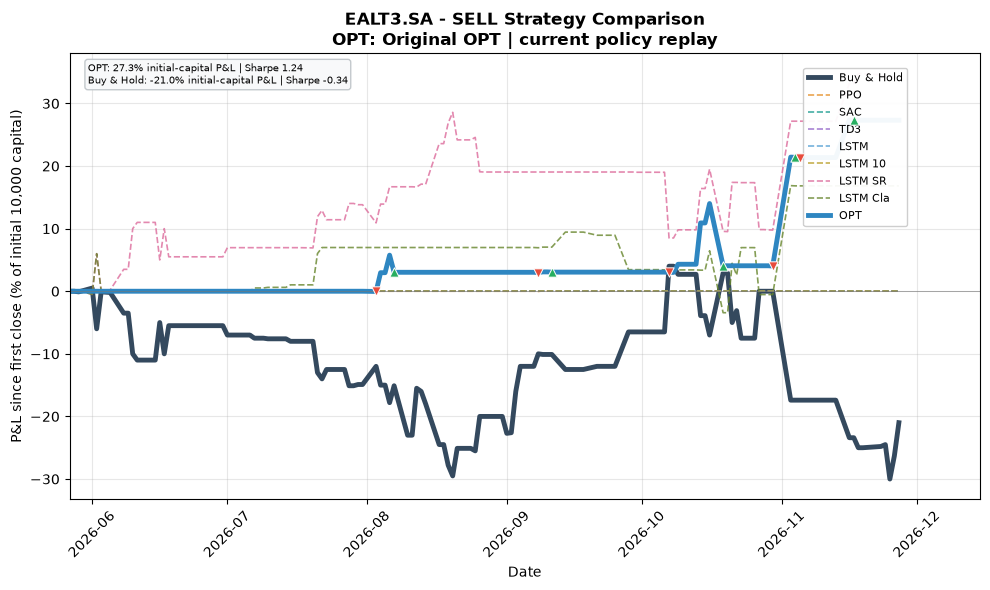 EALT3.SA - SELL Strategy Comparison
OPT: Original OPT | current policy replay
OPT: 27.3% initial-capital P&L | Sharpe 1.24
Buy & Hold: -21.0% initial-capital P&L | Sharpe -0.34
Buy & Hold
PPO
SAC
TD3
LSTM
LSTM 10
LSTM SR
LSTM Cla
OPT
P&L since first close (% of initial 10,000 capital)
30
20
10
0
−10
−20
−30
2026-06
2026-07
2026-08
2026-09
2026-10
2026-11
2026-12
Date